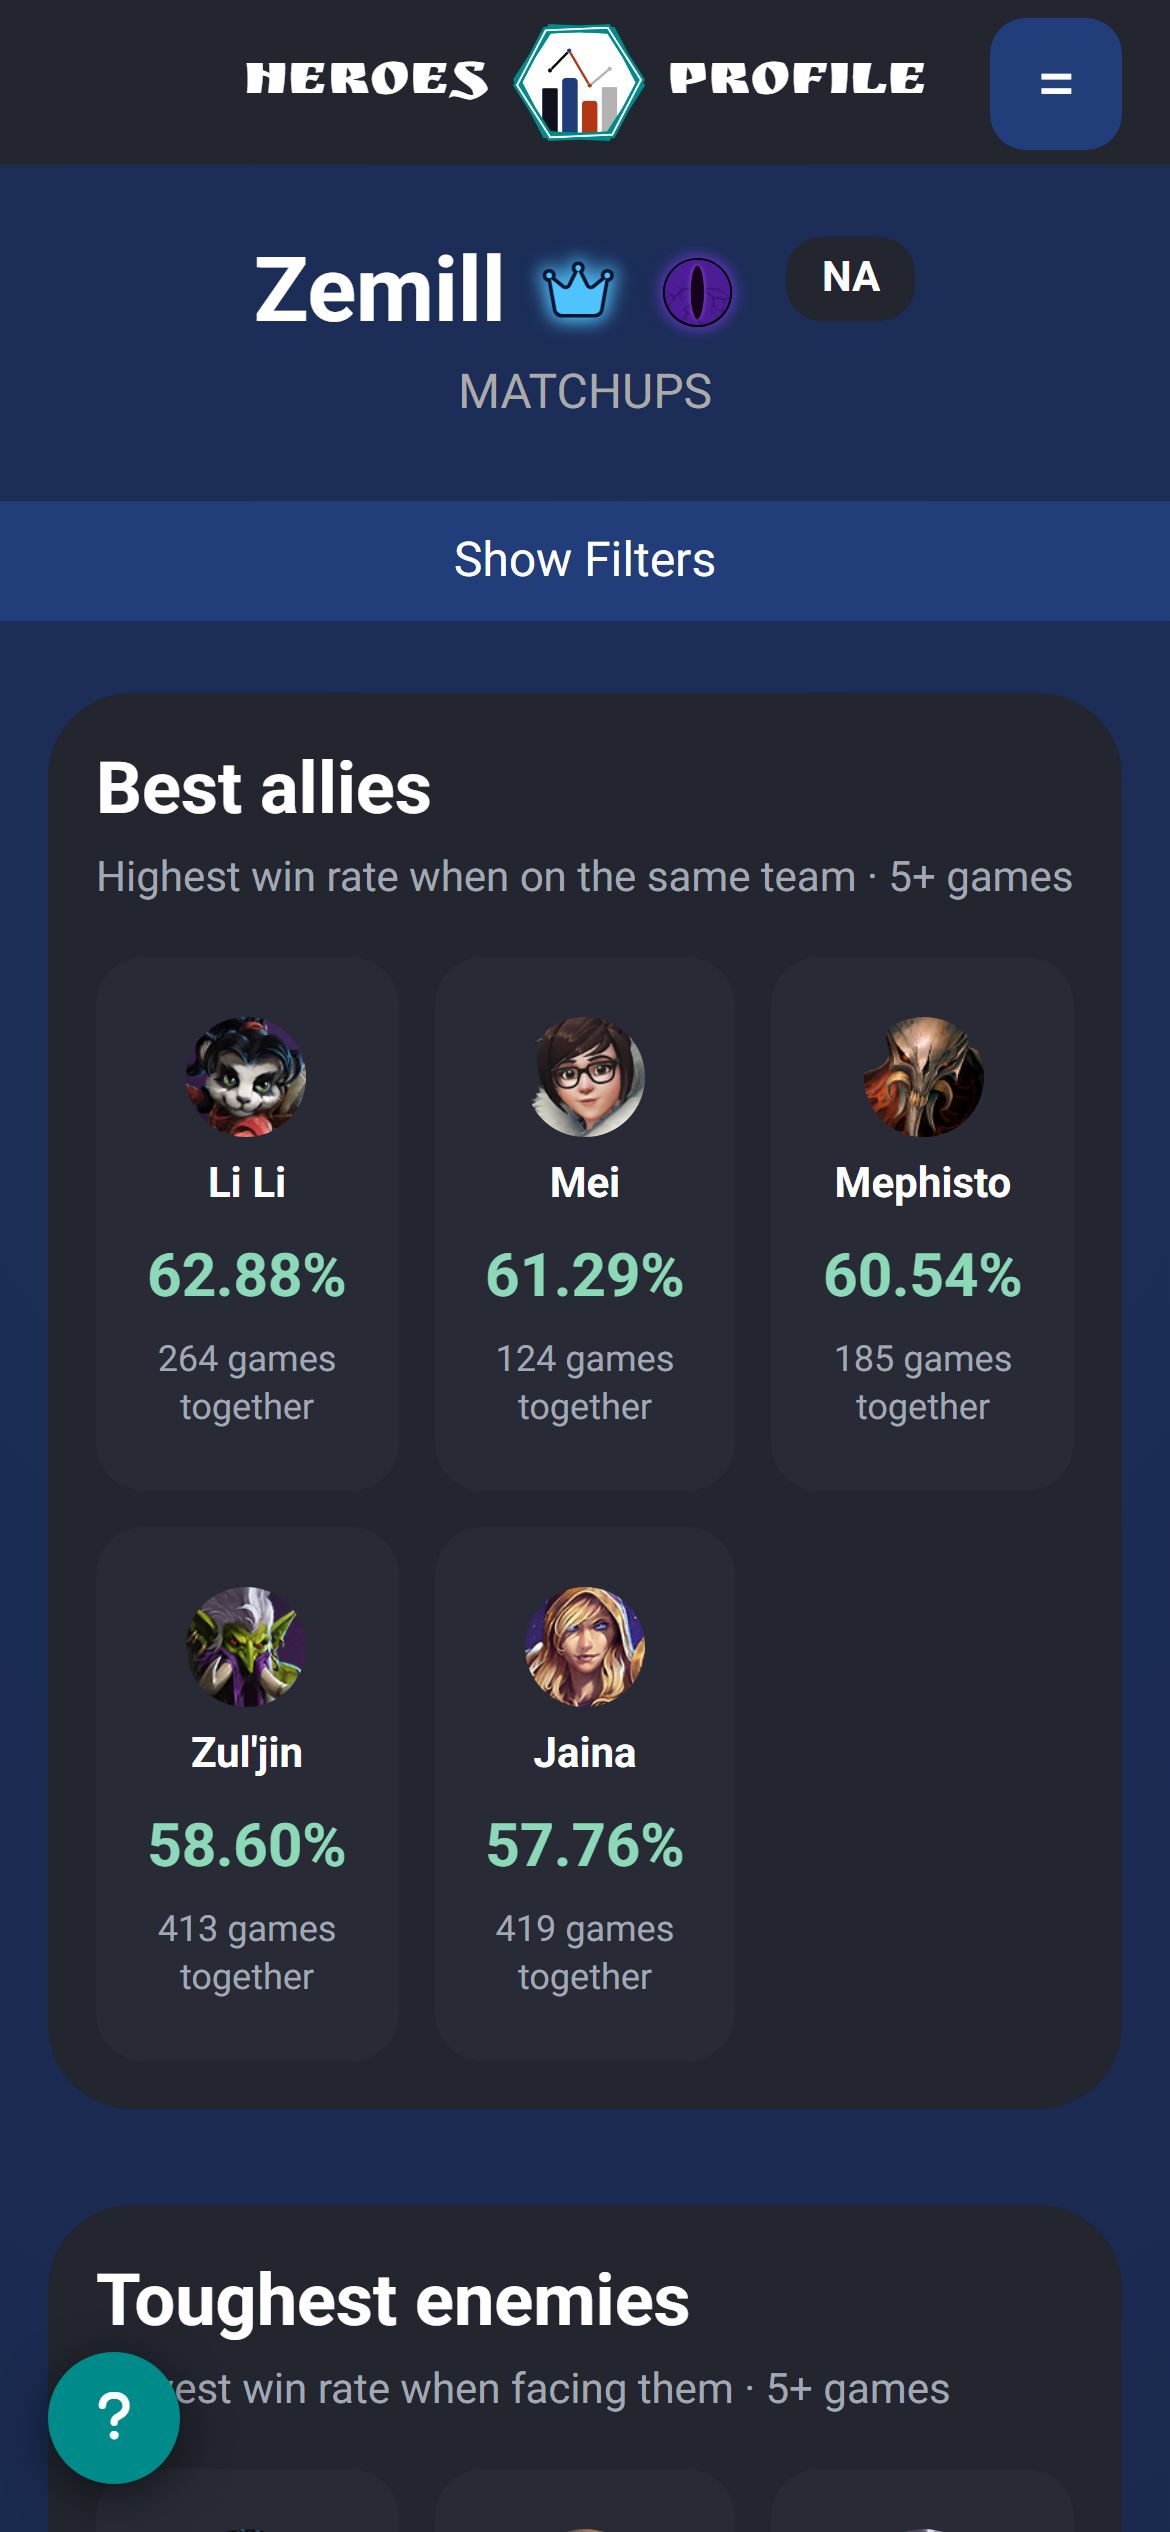 HEROES PROFILE
=
Zemill NA
MATCHUPS
Show Filters
Best allies
Highest win rate when on the same team · 5+ games
Li Li
62.88%
264 games
together
Mei
61.29%
124 games
together
Mephisto
60.54%
185 games
together
Zul'jin
58.60%
413 games
together
Jaina
57.76%
419 games
together
Toughest enemies
win rate when facing them · 5+ games
?